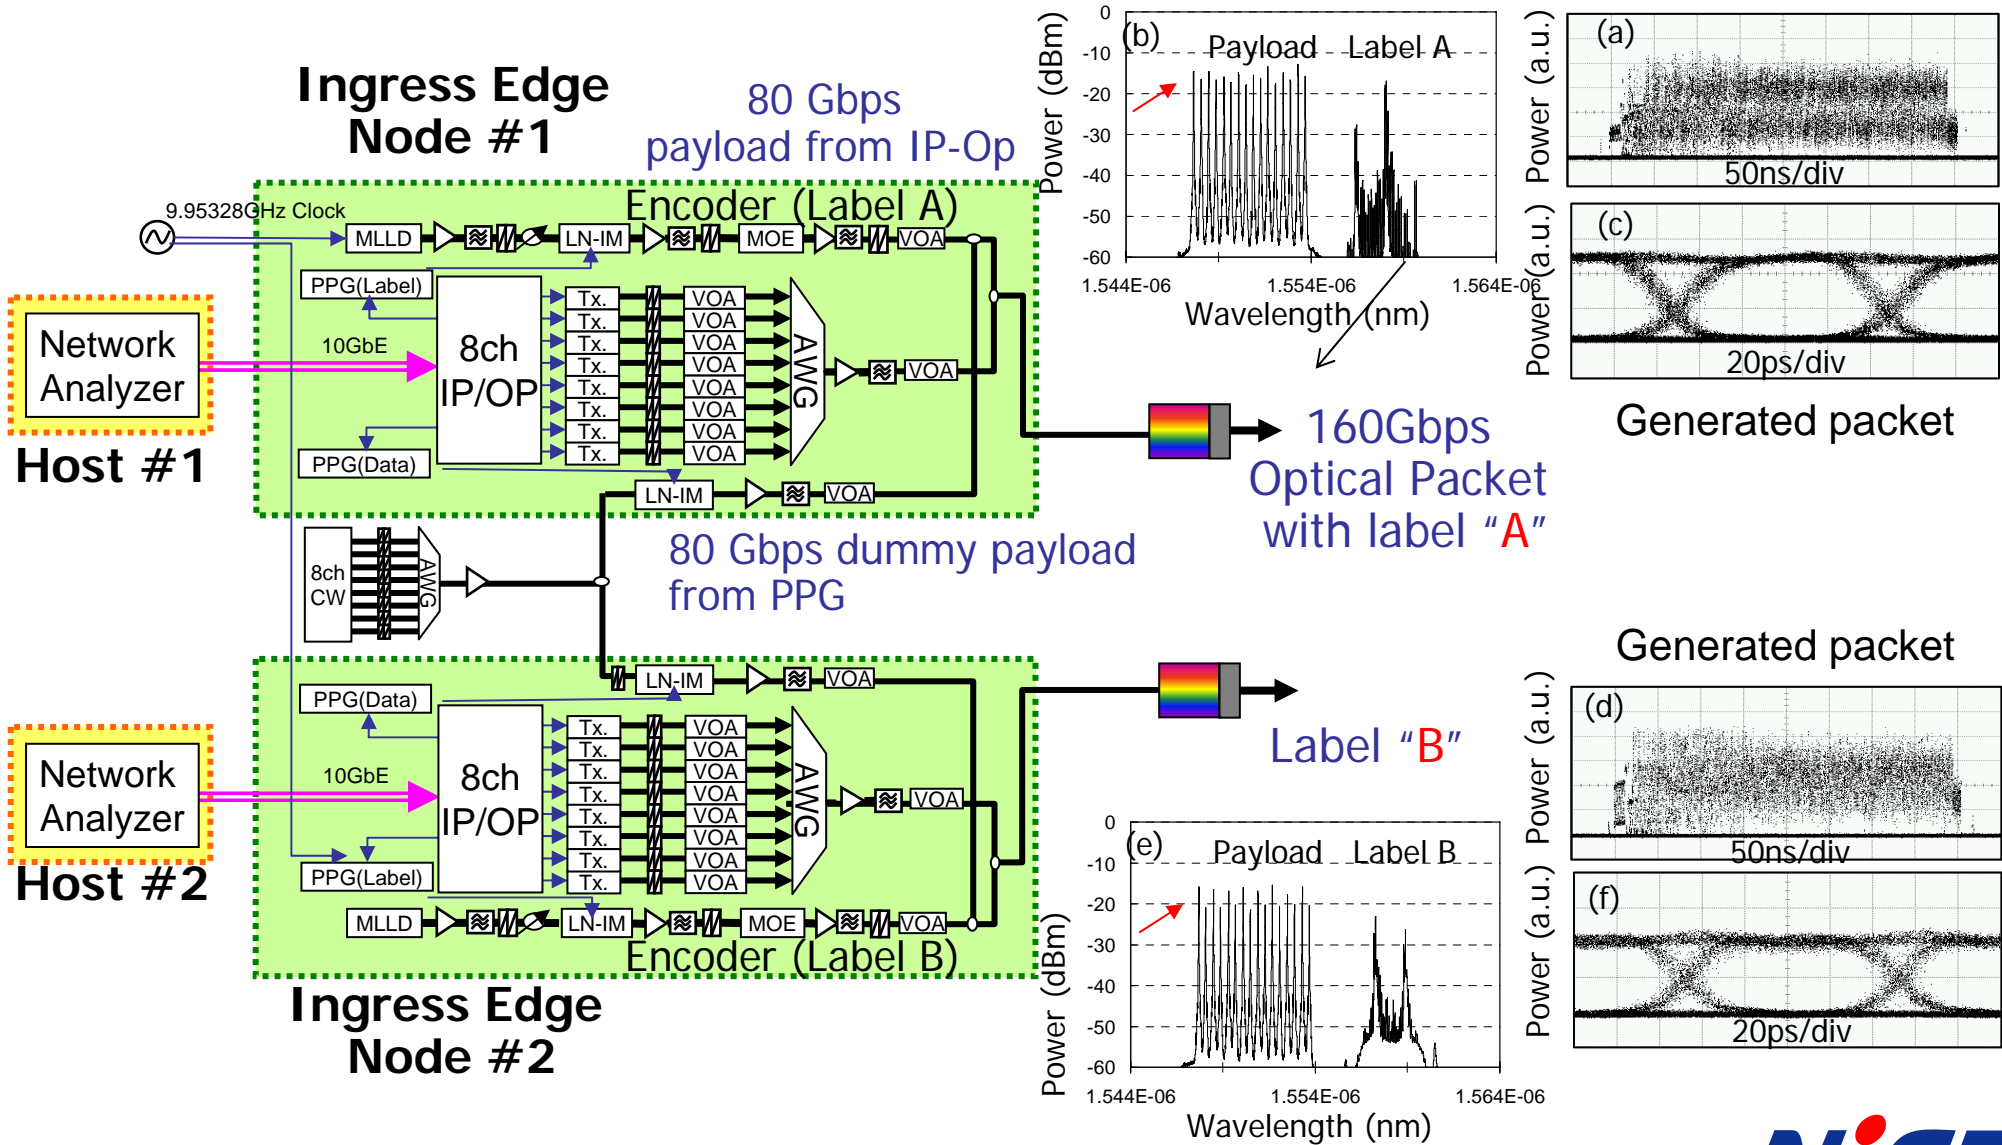 Ingress Edge
Node #1
80 Gbps
payload from IP-Op
9.95328GHz Clock
Encoder (Label A)
MLLD
LN-IM
MOE
VOA
PPG(Label)
8ch
IP/OP
Tx.
Tx.
Tx.
Tx.
Tx.
Tx.
Tx.
Tx.
VOA
VOA
VOA
VOA
VOA
VOA
VOA
VOA
AWG
VOA
Network
Analyzer
10GbE
Host #1
PPG(Data)
LN-IM
VOA
8ch
CW
AWG
80 Gbps dummy payload
from PPG
PPG(Data)
LN-IM
VOA
Network
Analyzer
10GbE
Host #2
8ch
IP/OP
Tx.
Tx.
Tx.
Tx.
Tx.
Tx.
Tx.
Tx.
VOA
VOA
VOA
VOA
VOA
VOA
VOA
VOA
AWG
VOA
PPG(Label)
MLLD
LN-IM
MOE
VOA
Encoder (Label B)
Ingress Edge
Node #2
(b)
Payload
Label A
Power (dBm)
0
-10
-20
-30
-40
-50
-60
1.544E-06
1.554E-06
1.564E-06
Wavelength (nm)
(a)
Power (a.u.)
50ns/div
(c)
Power(a.u.)
20ps/div
Generated packet
160Gbps
Optical Packet
with label “A”
Label “B”
Generated packet
(d)
Power (a.u.)
50ns/div
(e)
Payload
Label B
Power (dBm)
0
-10
-20
-30
-40
-50
-60
1.544E-06
1.554E-06
1.564E-06
Wavelength (nm)
(f)
Power (a.u.)
20ps/div